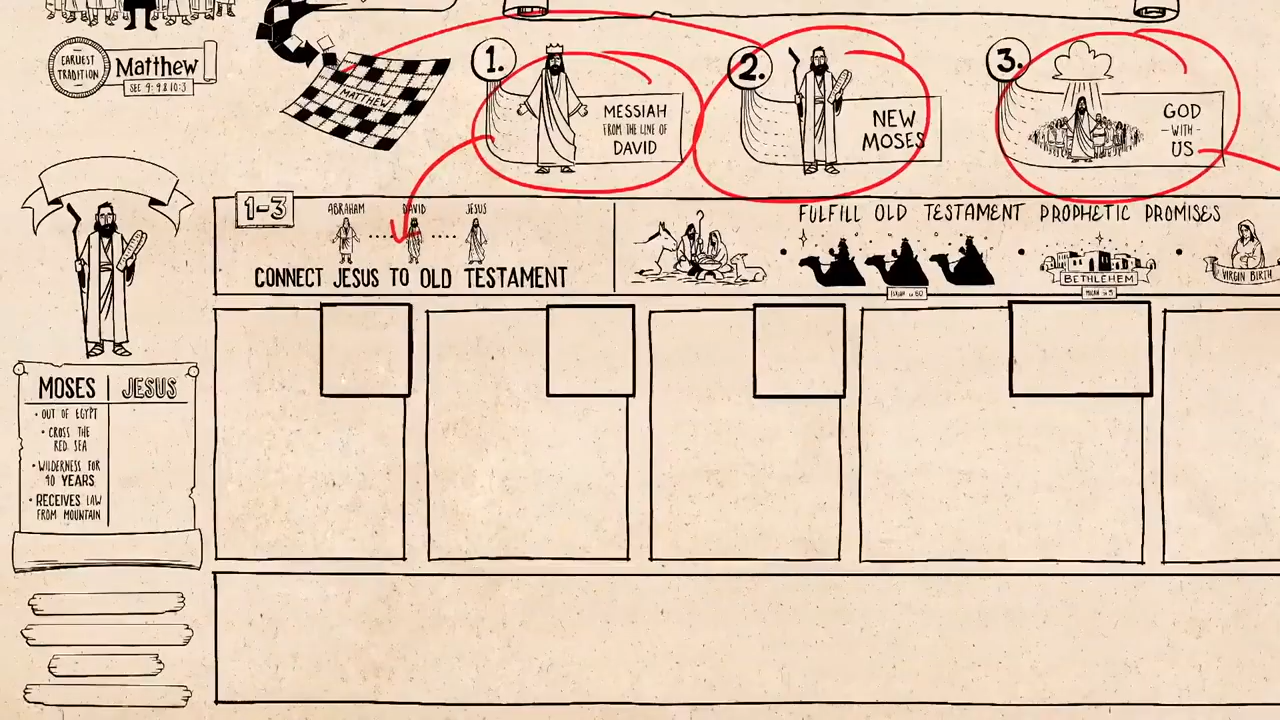 EARLIEST
TRADITION
Matthew
SEE 9:9 & 10:3
MATTHEW
1.
MESSIAH
FROM THE LINE OF
DAVID
2.
NEW
MOSES
3.
GOD
WITH
US
1-3
ABRAHAM
DAVID
JESUS
CONNECT JESUS TO OLD TESTAMENT
FULFILL OLD TESTAMENT PROPHETIC PROMISES
BETHLEHEM
VIRGIN BIRTH
MOSES
JESUS
• OUT OF EGYPT
• CROSS THE
RED SEA
• WILDERNESS FOR
40 YEARS
• RECEIVES LAW
FROM MOUNTAIN